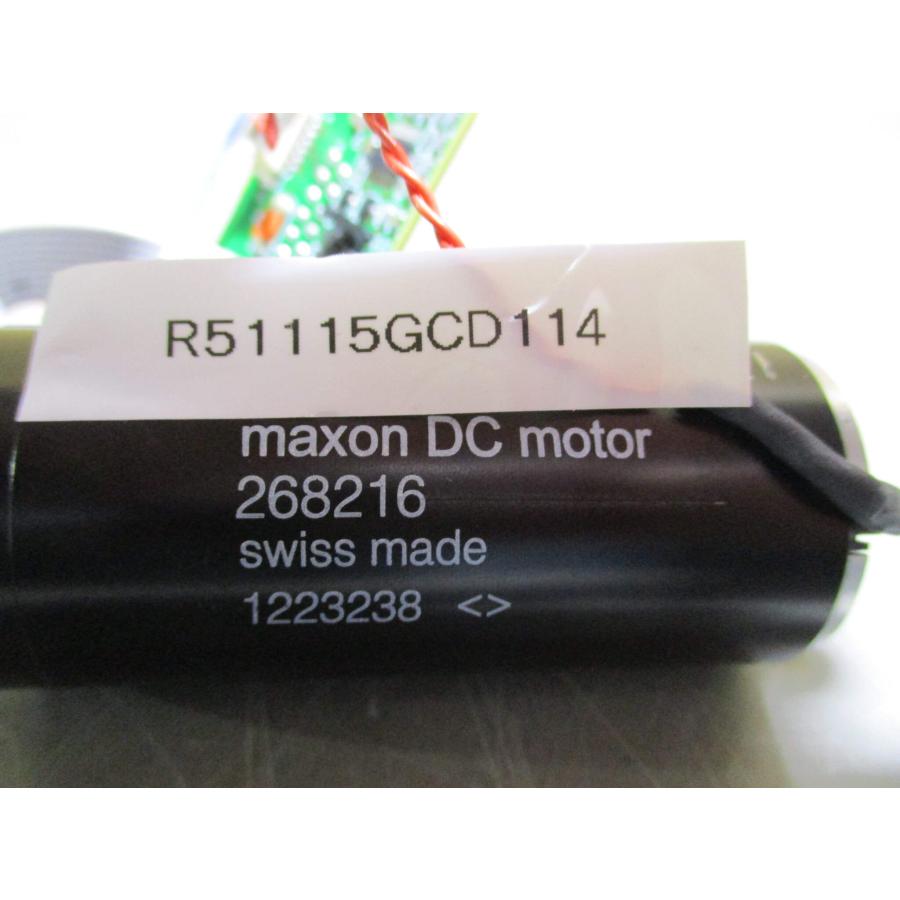 R51115GCD114
maxon DC motor
268216
swiss made
1223238 <>